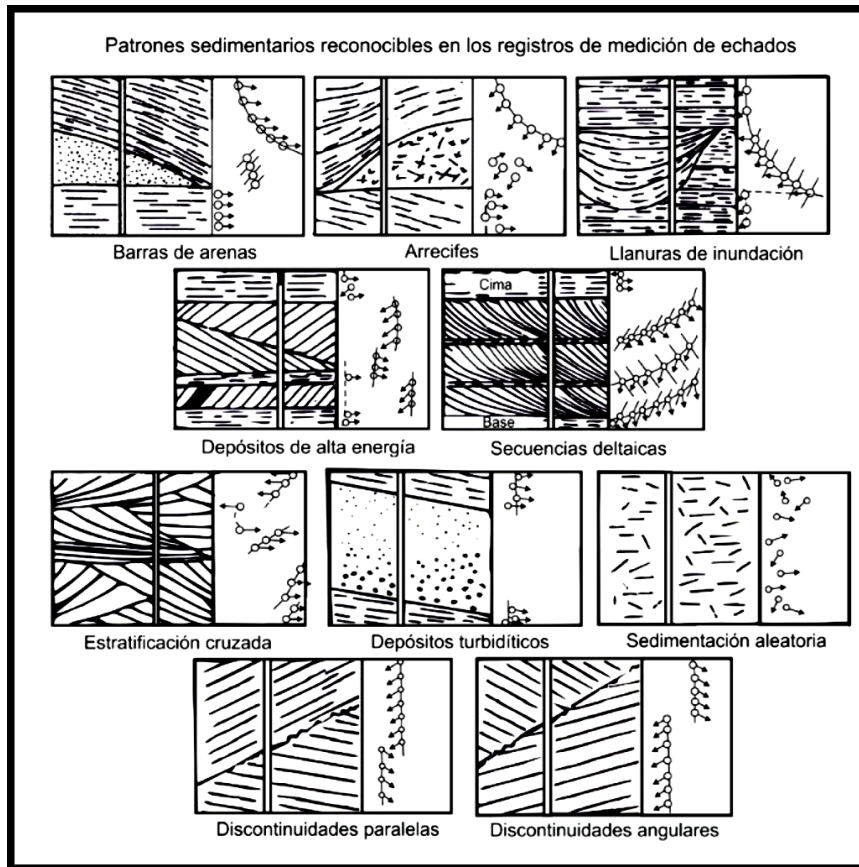 Patrones sedimentarios reconocibles en los registros de medición de echados
Barras de arenas
Arrecifes
Llanuras de inundación
Cima
Base
Depósitos de alta energía
Secuencias deltaicas
Estratificación cruzada
Depósitos turbidíticos
Sedimentación aleatoria
Discontinuidades paralelas
Discontinuidades angulares